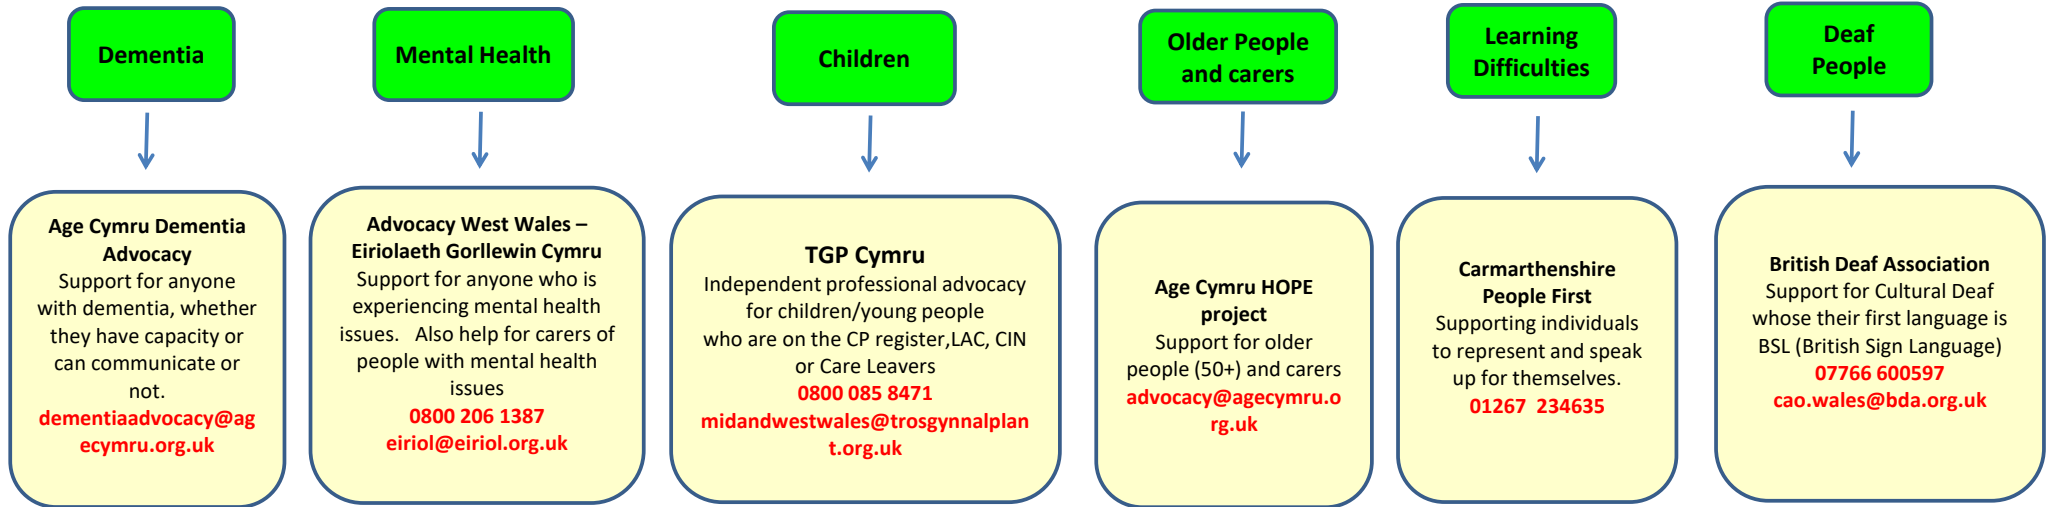 Dementia
Mental Health
Children
Older People
and carers
Learning
Difficulties
Deaf
People
Age Cymru Dementia
Advocacy
Support for anyone
with dementia, whether
they have capacity or
can communicate or
not.
dementiaadvocacy@ag
ecymru.org.uk
Advocacy West Wales –
Eiriolaeth Gorllewin Cymru
Support for anyone who is
experiencing mental health
issues.   Also help for carers of
people with mental health
issues
0800 206 1387
eiriol@eiriol.org.uk
TGP Cymru
Independent professional advocacy
for children/young people
who are on the CP register,LAC, CIN
or Care Leavers
0800 085 8471
midandwestwales@trosgynnalplan
t.org.uk
Age Cymru HOPE
project
Support for older
people (50+) and carers
advocacy@agecymru.o
rg.uk
Carmarthenshire
People First
Supporting individuals
to represent and speak
up for themselves.
01267  234635
British Deaf Association
Support for Cultural Deaf
whose their first language is
BSL (British Sign Language)
07766 600597
cao.wales@bda.org.uk